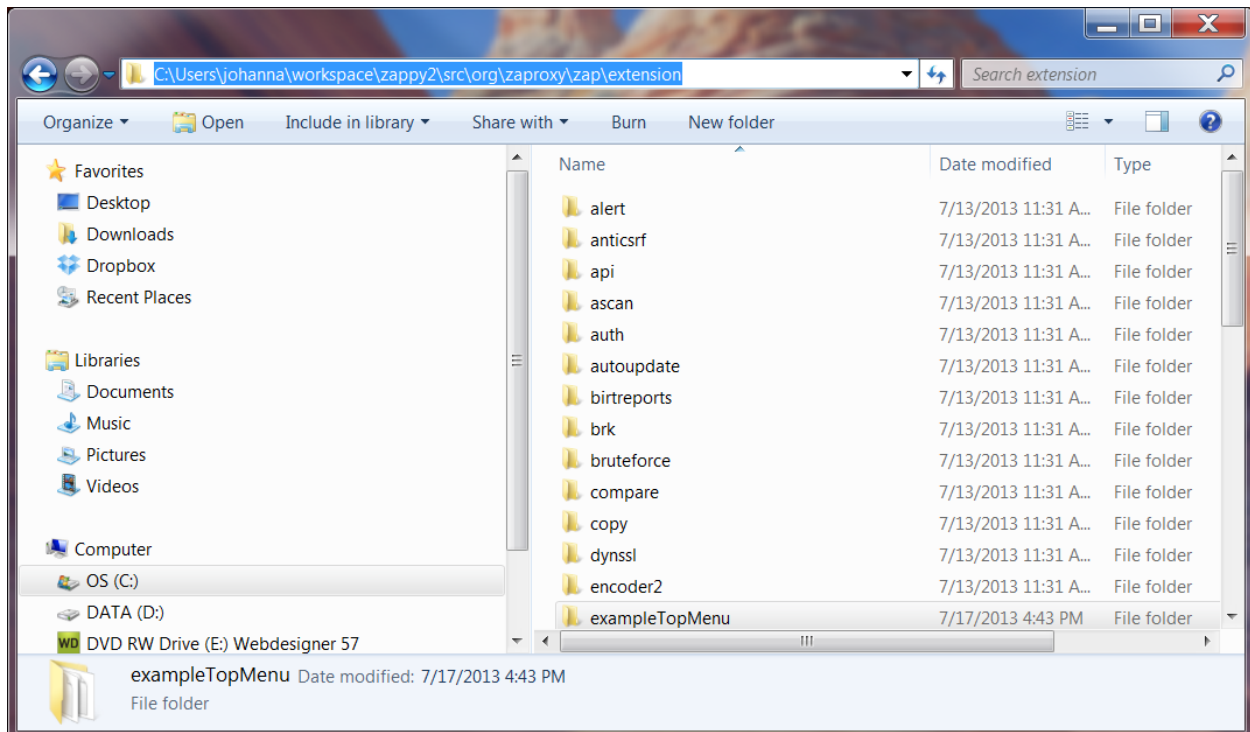 C:\Users\johanna\workspace\zappy2\src\org\zaproxy\zap\extension
Search extension
Organize Open Include in library Share with Burn New folder
Favorites
Desktop
Downloads
Dropbox
Recent Places
Libraries
Documents
Music
Pictures
Videos
Computer
OS (C:)
DATA (D:)
WD DVD RW Drive (E:) Webdesigner 57
Name Date modified Type
alert 7/13/2013 11:31 A... File folder
anticsrf 7/13/2013 11:31 A... File folder
api 7/13/2013 11:31 A... File folder
ascan 7/13/2013 11:31 A... File folder
auth 7/13/2013 11:31 A... File folder
autoupdate 7/13/2013 11:31 A... File folder
birtreports 7/13/2013 11:31 A... File folder
brk 7/13/2013 11:31 A... File folder
bruteforce 7/13/2013 11:31 A... File folder
compare 7/13/2013 11:31 A... File folder
copy 7/13/2013 11:31 A... File folder
dynssl 7/13/2013 11:31 A... File folder
encoder2 7/13/2013 11:31 A... File folder
exampleTopMenu 7/17/2013 4:43 PM File folder
exampleTopMenu Date modified: 7/17/2013 4:43 PM
File folder